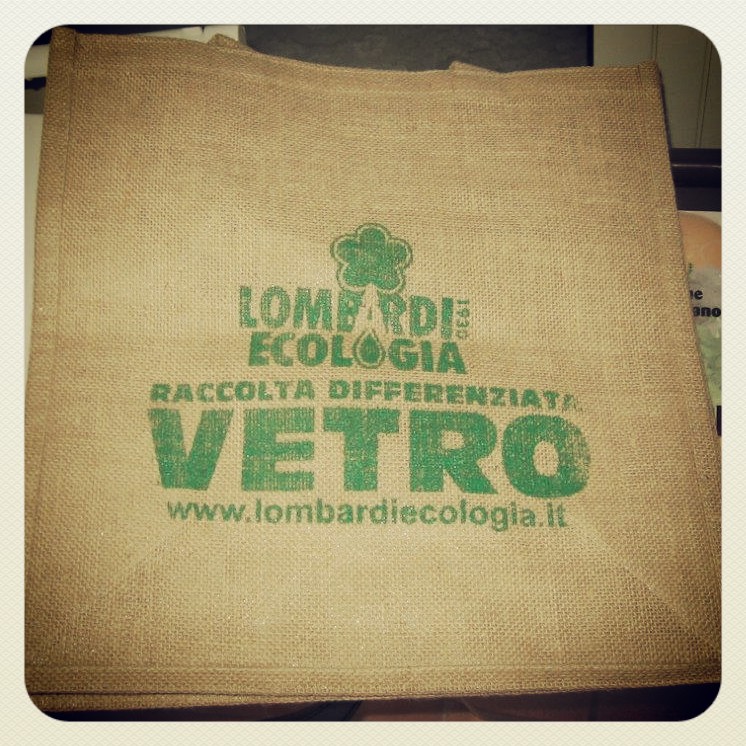 LOMBARDI 1930
ECOLOGIA
RACCOLTA DIFFERENZIATA
VETRO
www.lombardiecologia.it